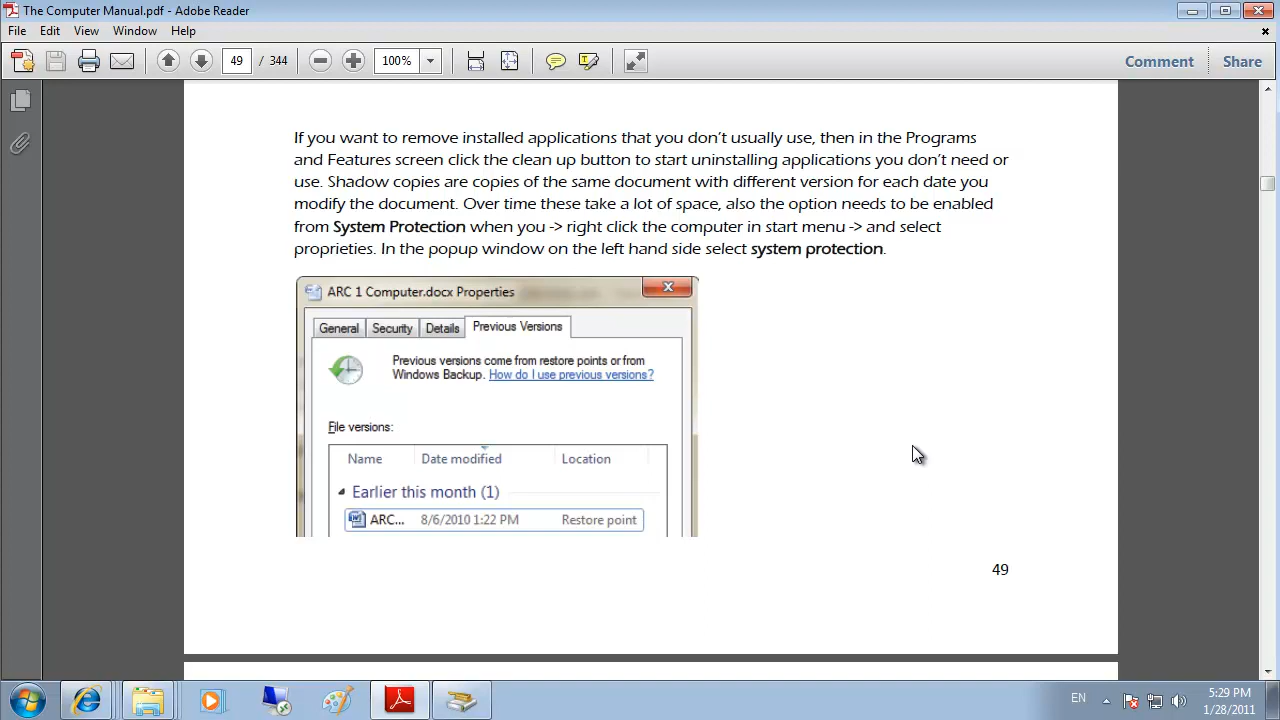 The Computer Manual.pdf - Adobe Reader
File Edit View Window Help
49 / 344 100% Comment Share
If you want to remove installed applications that you don't usually use, then in the Programs
and Features screen click the clean up button to start uninstalling applications you don't need or
use. Shadow copies are copies of the same document with different version for each date you
modify the document. Over time these take a lot of space, also the option needs to be enabled
from System Protection when you -> right click the computer in start menu -> and select
proprieties. In the popup window on the left hand side select system protection.
ARC 1 Computer.docx Properties
General Security Details Previous Versions
Previous versions come from restore points or from
Windows Backup. How do I use previous versions?
File versions:
Name Date modified Location
Earlier this month (1)
ARC... 8/6/2010 1:22 PM Restore point
49
EN 5:29 PM
1/28/2011